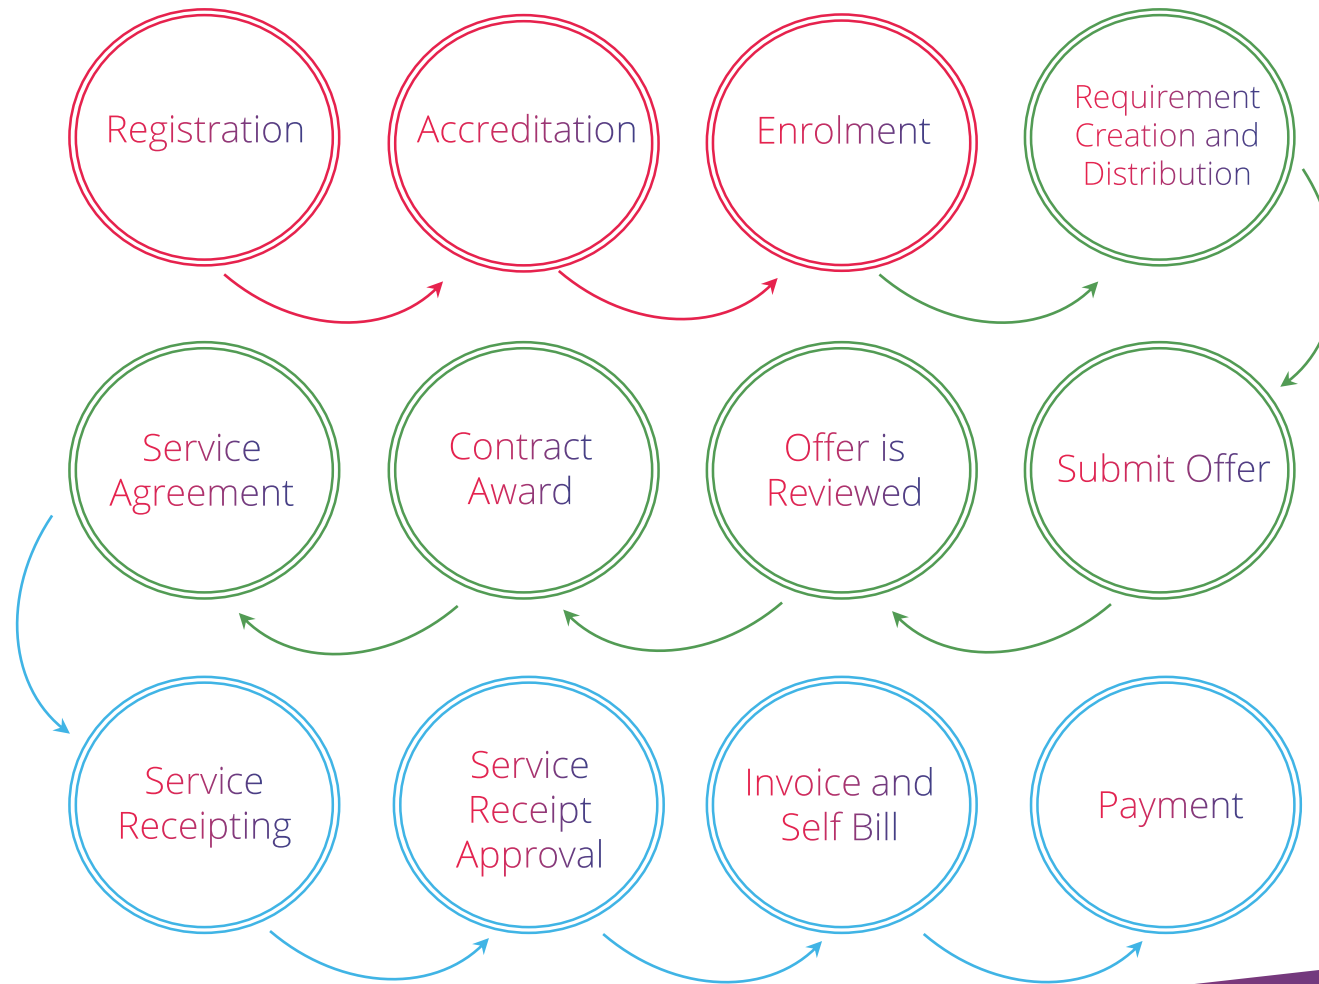 Registration
Accreditation
Enrolment
Requirement
Creation and
Distribution
Service
Agreement
Contract
Award
Offer is
Reviewed
Submit Offer
Service
Receipting
Service
Receipt
Approval
Invoice and
Self Bill
Payment